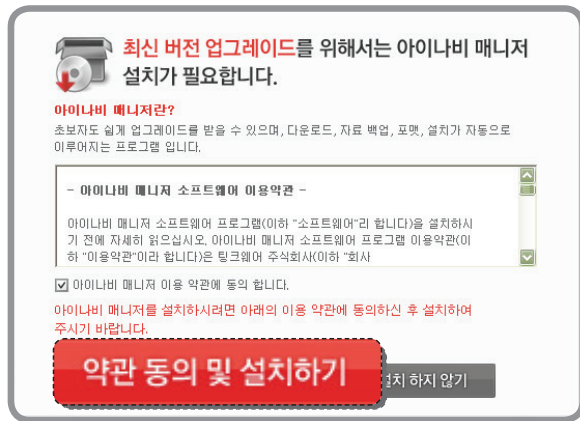 최신 버전 업그레이드를 위해서는 아이나비 매니저
설치가 필요합니다.
아이나비 매니저란?
초보자도 쉽게 업그레이드를 받을 수 있으며, 다운로드, 자료 백업, 포맷, 설치가 자동으로
이루어지는 프로그램 입니다.
- 아이나비 매니저 소프트웨어 이용약관 -
아이나비 매니저 소프트웨어 프로그램(이하 "소프트웨어"리 합니다)을 설치하시
기 전에 자세히 읽으십시오. 아이나비 매니저 소프트웨어 프로그램 이용약관(이
하 "이용약관"이라 합니다)은 팅크웨어 주식회사(이하 "회사
아이나비 매니저 이용 약관에 동의 합니다.
아이나비 매니저를 설치하시려면 아래의 이용 약관에 동의하신 후 설치하여
주시기 바랍니다.
약관 동의 및 설치하기
치 하지 않기